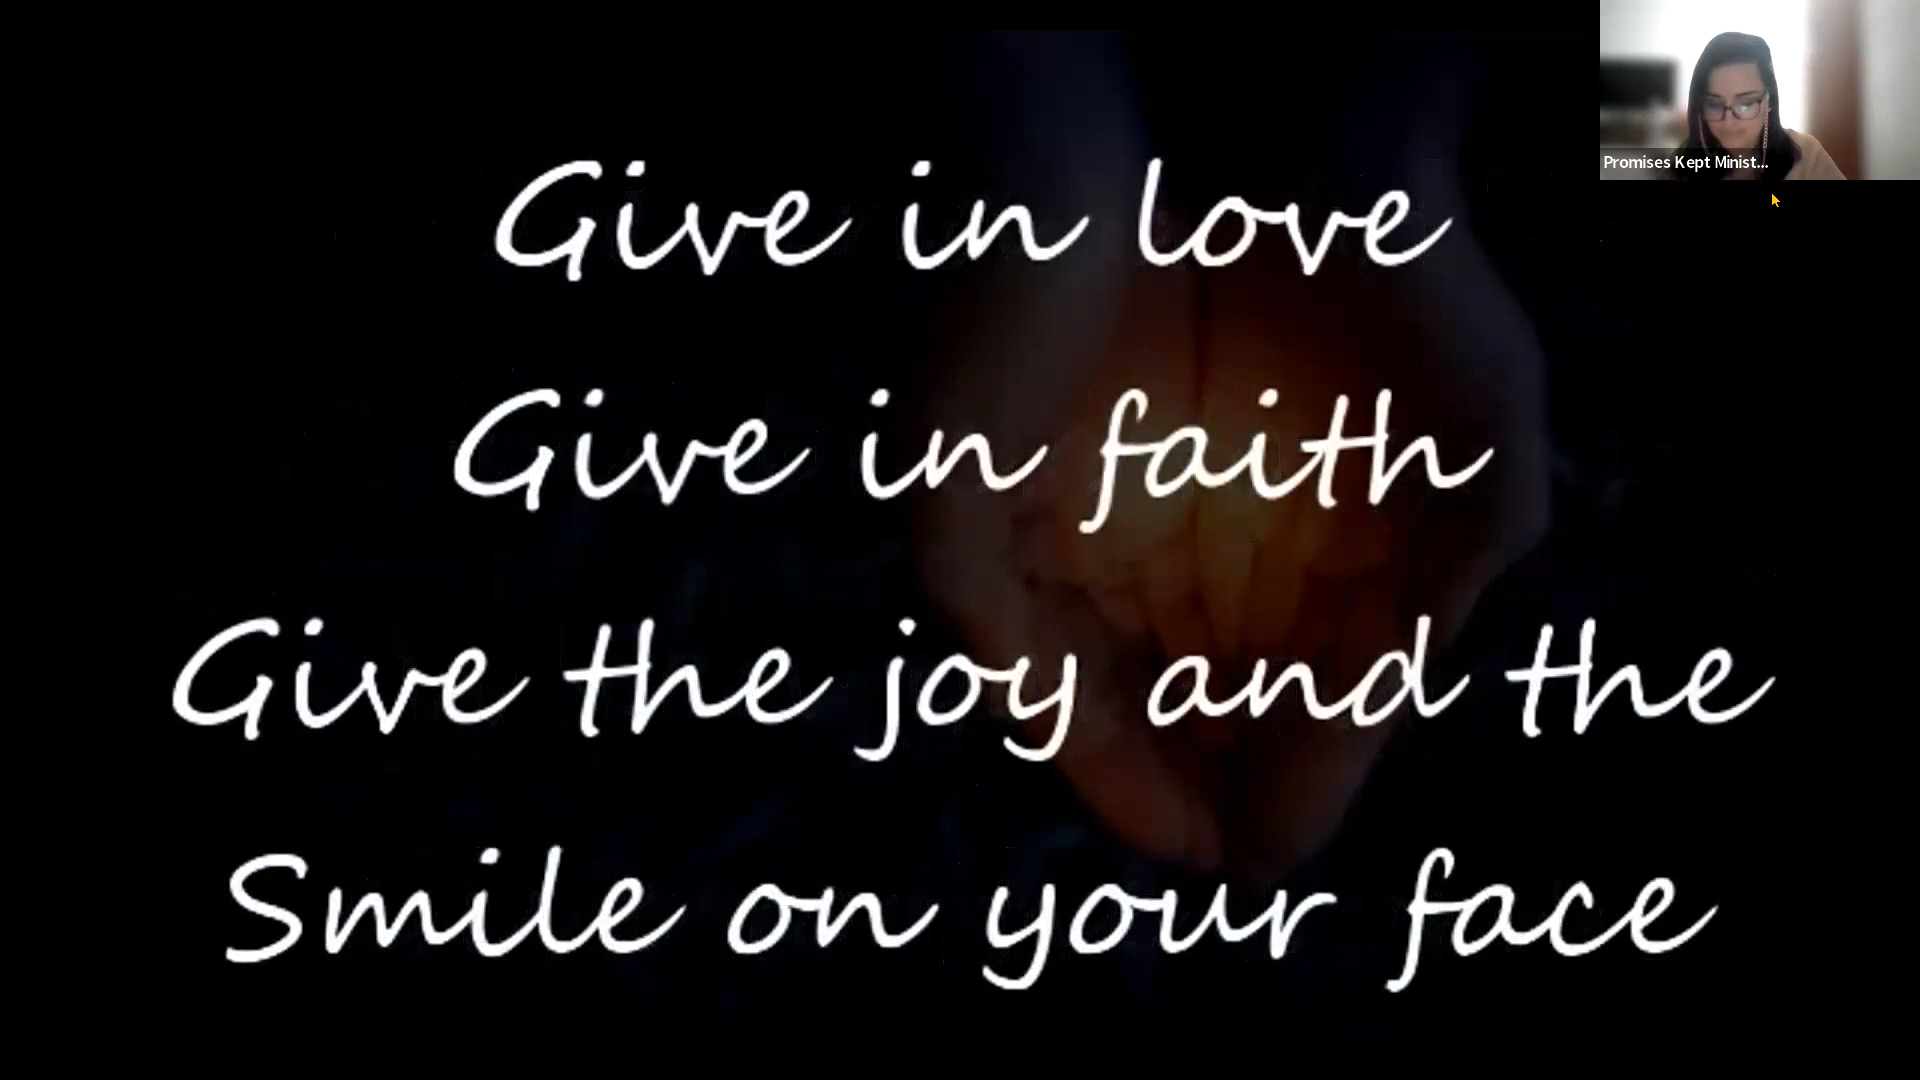 Promises Kept Minist...
Give in love
Give in faith
Give the joy and the
Smile on your face